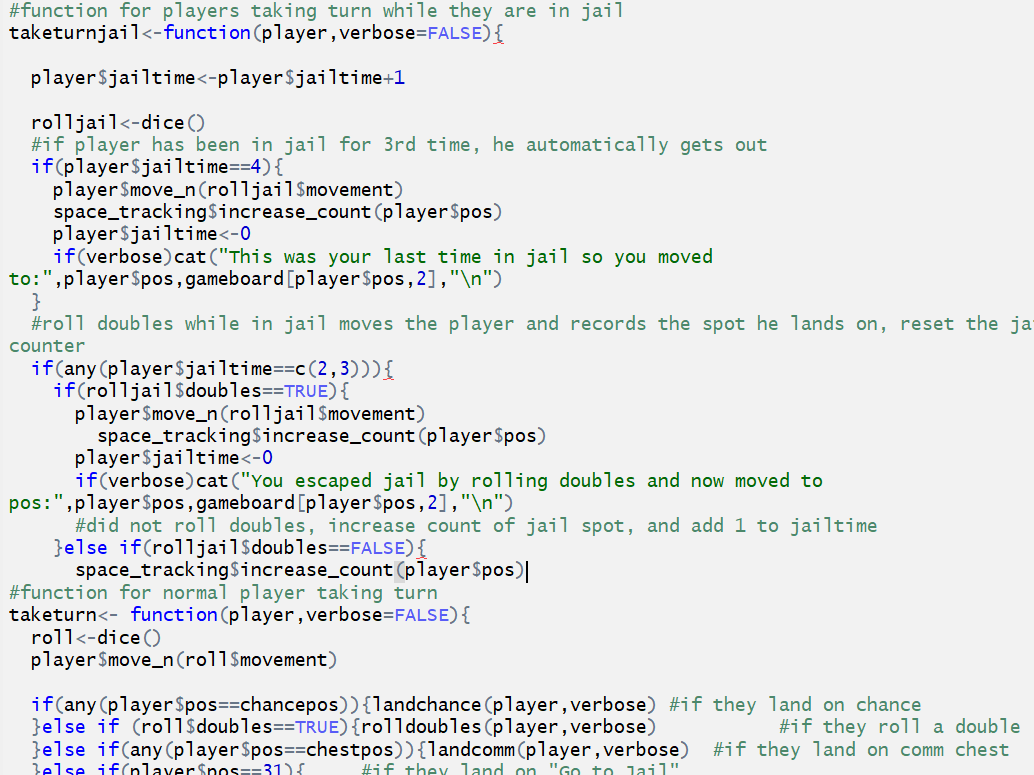 #function for players taking turn while they are in jail
taketurnjail<-function(player,verbose=FALSE){
player$jailtime<-player$jailtime+1
rolljail<-dice()
#if player has been in jail for 3rd time, he automatically gets out
if(player$jailtime==4){
player$move_n(rolljail$movement)
space_tracking$increase_count(player$pos)
player$jailtime<-0
if(verbose)cat("This was your last time in jail so you moved
to:",player$pos,gameboard[player$pos,2],"\n")
}
#roll doubles while in jail moves the player and records the spot he lands on, reset the
counter
if(any(player$jailtime==c(2,3))){
if(rolljail$doubles==TRUE){
player$move_n(rolljail$movement)
space_tracking$increase_count(player$pos)
player$jailtime<-0
if(verbose)cat("You escaped jail by rolling doubles and now moved to
pos:",player$pos,gameboard[player$pos,2],"\n")
#did not roll doubles, increase count of jail spot, and add 1 to jailtime
}else if(rolljail$doubles==FALSE){
space_tracking$increase_count(player$pos)
#function for normal player taking turn
taketurn<- function(player,verbose=FALSE){
roll<-dice()
player$move_n(roll$movement)
if(any(player$pos==chancepos)){landchance(player,verbose) #if they land on chance
}else if (roll$doubles==TRUE){rolldoubles(player,verbose) #if they roll a double
}else if(any(player$pos==chestpos)){landcomm(player,verbose) #if they land on comm chest
}else if(player$pos==31){ #if they land on "Go to Jail"